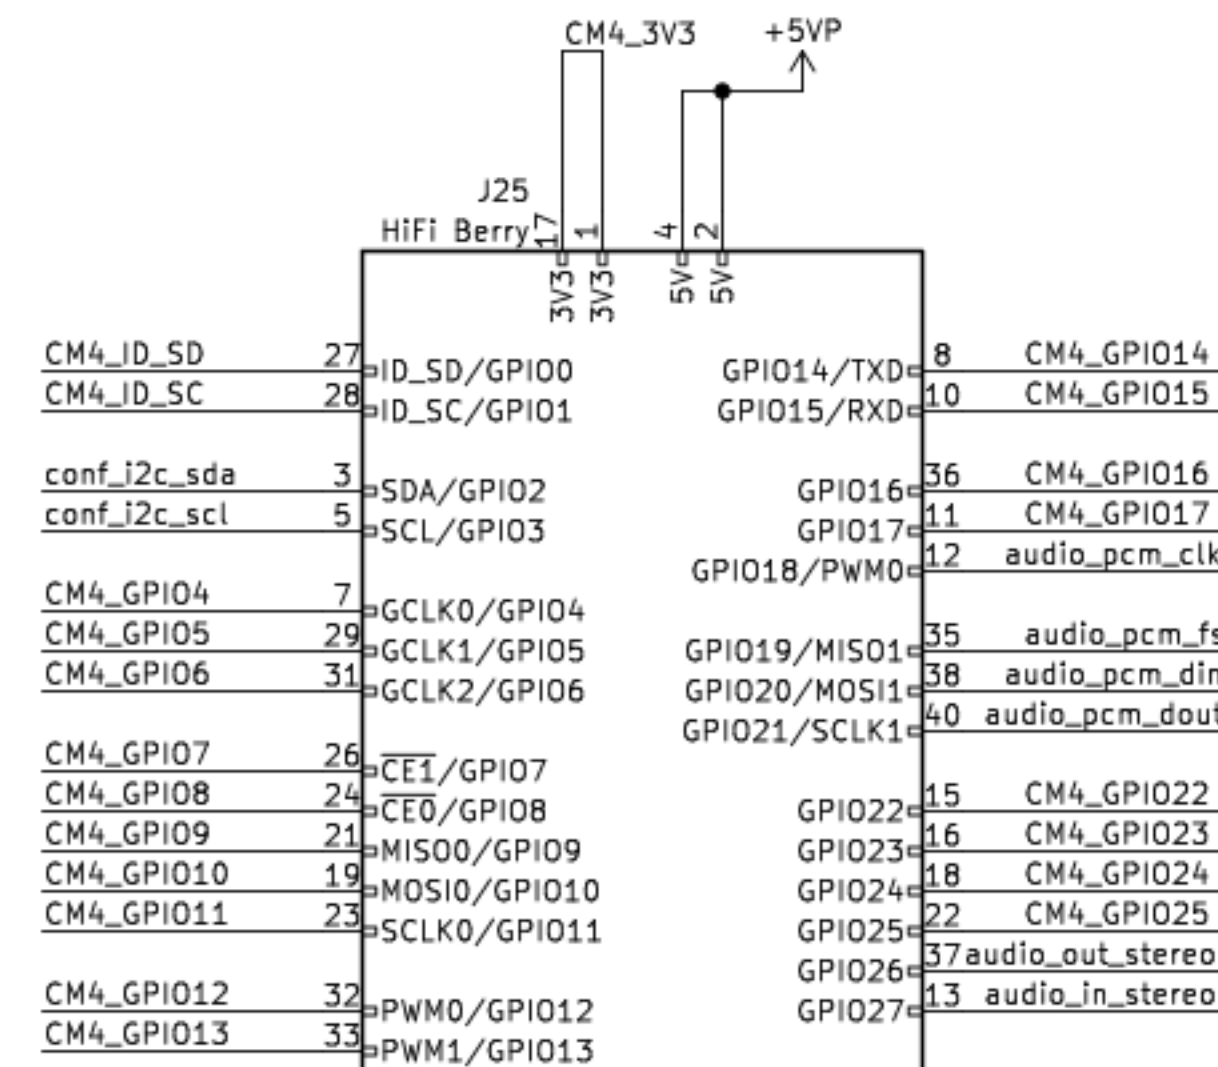 CM4_3V3 +5VP
J25
HiFi Berry 17 1 4 2
3V3 3V3 5V 5V
CM4_ID_SD 27 ID_SD/GPIO0 GPIO14/TXD 8 CM4_GPIO14
CM4_ID_SC 28 ID_SC/GPIO1 GPIO15/RXD 10 CM4_GPIO15
conf_i2c_sda 3 SDA/GPIO2 GPIO16 36 CM4_GPIO16
conf_i2c_scl 5 SCL/GPIO3 GPIO17 11 CM4_GPIO17
GPIO18/PWM0 12 audio_pcm_clk
CM4_GPIO4 7 GCLK0/GPIO4
CM4_GPIO5 29 GCLK1/GPIO5 GPIO19/MISO1 35 audio_pcm_fs
CM4_GPIO6 31 GCLK2/GPIO6 GPIO20/MOSI1 38 audio_pcm_din
GPIO21/SCLK1 40 audio_pcm_dout
CM4_GPIO7 26 CE1/GPIO7
CM4_GPIO8 24 CE0/GPIO8 GPIO22 15 CM4_GPIO22
CM4_GPIO9 21 MISO0/GPIO9 GPIO23 16 CM4_GPIO23
CM4_GPIO10 19 MOSI0/GPIO10 GPIO24 18 CM4_GPIO24
CM4_GPIO11 23 SCLK0/GPIO11 GPIO25 22 CM4_GPIO25
GPIO26 37 audio_out_stereo
CM4_GPIO12 32 PWM0/GPIO12 GPIO27 13 audio_in_stereo
CM4_GPIO13 33 PWM1/GPIO13